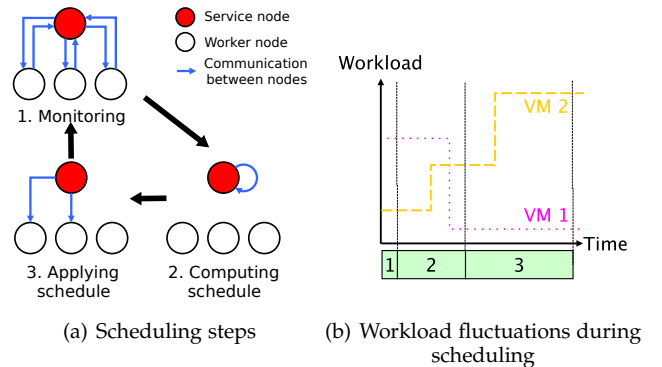 Service node
Worker node
Communication
between nodes
1. Monitoring
3. Applying
schedule
2. Computing
schedule
(a) Scheduling steps
Workload
VM 2
VM 1
Time
1 2 3
(b) Workload fluctuations during
scheduling